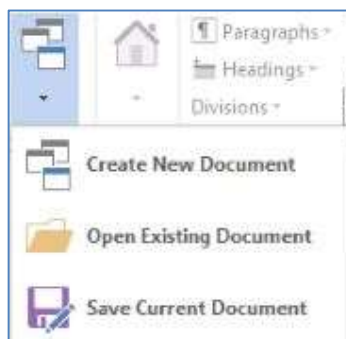 Paragraphs
Headings
Divisions
Create New Document
Open Existing Document
Save Current Document